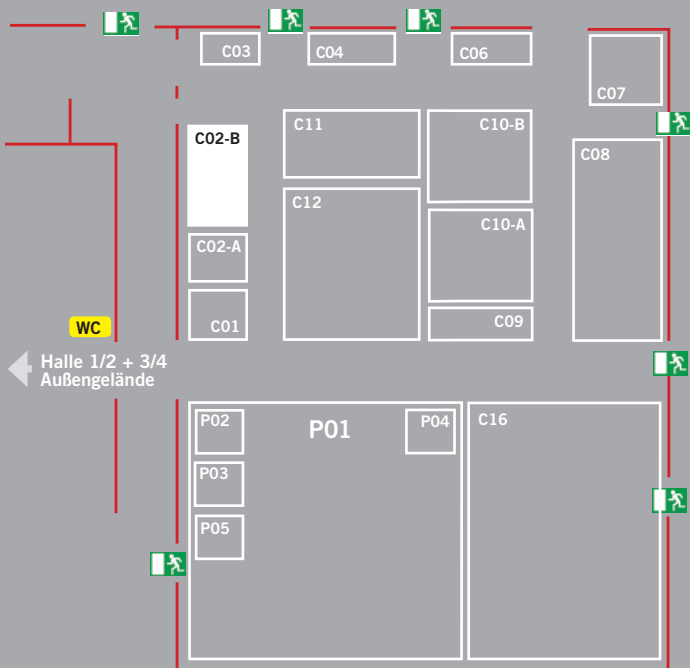 C03
C04
C06
C07
C02-B
C11
C10-B
C08
C12
C02-A
C10-A
C01
C09
WC
Halle 1/2 + 3/4
Außengelände
P02
P01
P04
C16
P03
P05